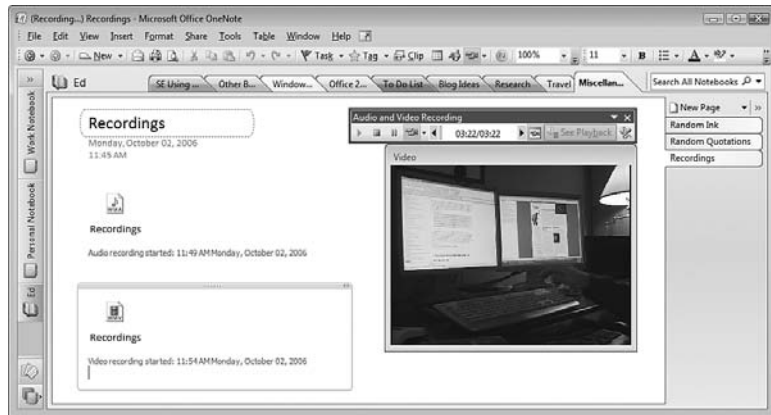 (Recording...) Recordings - Microsoft Office OneNote
File Edit View Insert Format Share Tools Table Window Help
New Task Tag Clip 100% 11 B A
Ed SE Using ... Other B... Window... Office 2... To Do List Blog Ideas Research Travel Miscellan... Search All Notebooks
Work Notebook
Personal Notebook
Ed
Recordings
Monday, October 02, 2006
11:45 AM
Recordings
Audio recording started: 11:49 AM Monday, October 02, 2006
Recordings
Video recording started: 11:54 AM Monday, October 02, 2006
Audio and Video Recording
03:22/03:22 See Playback
Video
New Page
Random Ink
Random Quotations
Recordings